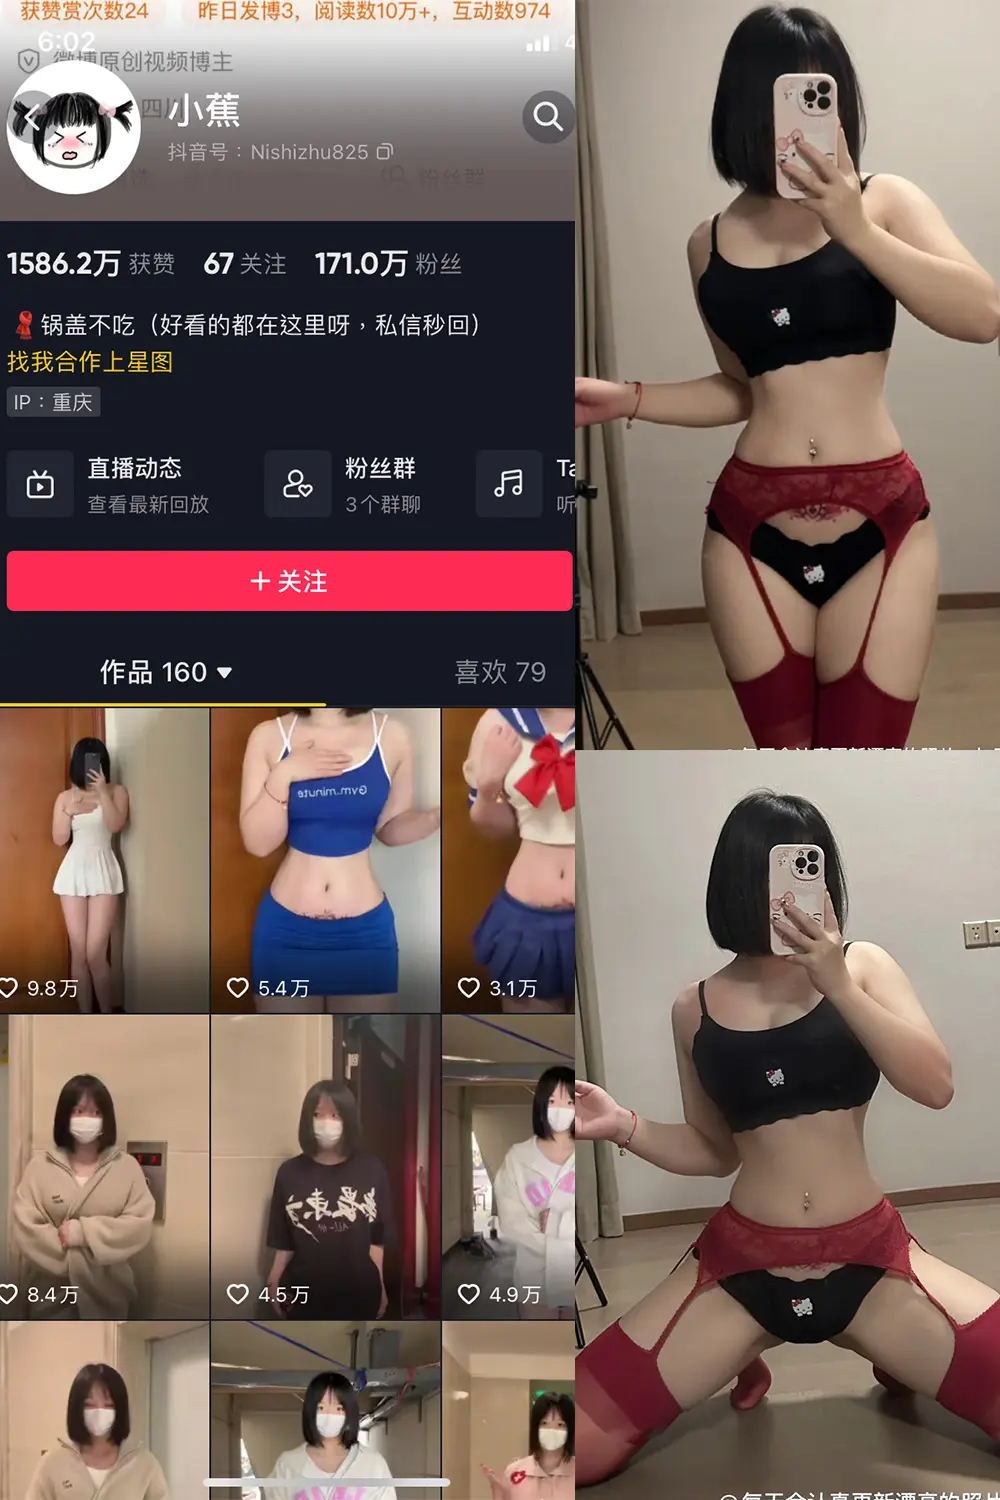 获赞赏次数24 昨日发博3，阅读数10万+，互动数974
6:02
微博原创视频博主
四川
小蕉
抖音号：Nishizhu825
粉丝群
1586.2万 获赞 67 关注 171.0万 粉丝
锅盖不吃（好看的都在这里呀，私信秒回）
找我合作上星图
IP：重庆
直播动态 粉丝群
查看最新回放 3个群聊 听
+ 关注
作品 160 喜欢 79
Gym.minute
9.8万 5.4万 3.1万
8.4万 4.5万 4.9万